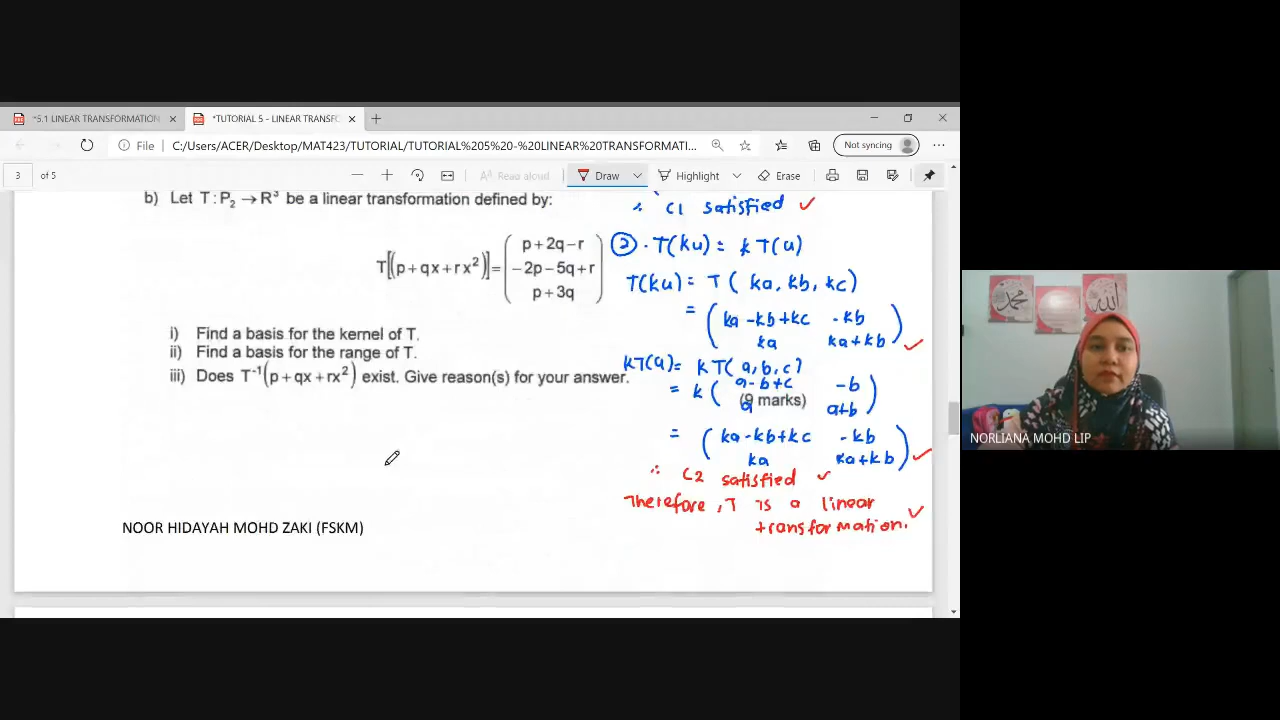 *5.1 LINEAR TRANSFORMATION
*TUTORIAL 5 - LINEAR TRANSF
File
C:/Users/ACER/Desktop/MAT423/TUTORIAL/TUTORIAL%205%20-%20LINEAR%20TRANSFORMATI...
Not syncing
3 of 5
Read aloud
Draw
Highlight
Erase
b) Let T : P₂ → R³ be a linear transformation defined by:
T[(p + qx + r x²)] = ( p + 2q − r
− 2p − 5q + r
p + 3q )
i) Find a basis for the kernel of T.
ii) Find a basis for the range of T.
iii) Does T⁻¹(p + qx + rx²) exist. Give reason(s) for your answer.
(9 marks)
NOOR HIDAYAH MOHD ZAKI (FSKM)
∴ C1 satisfied ✓
② . T(ku) = k T(u)
T(ku) = T ( ka, kb, kc)
= ( ka - kb + kc -kb
ka ka + kb ) ✓
kT(u) = kT( a, b, c)
= k ( a - b + c -b
a a+b )
= ( ka - kb + kc -kb
ka ka + kb ) ✓
∴ C2 satisfied ✓
Therefore, T is a linear
transformation. ✓
NORLIANA MOHD LIP